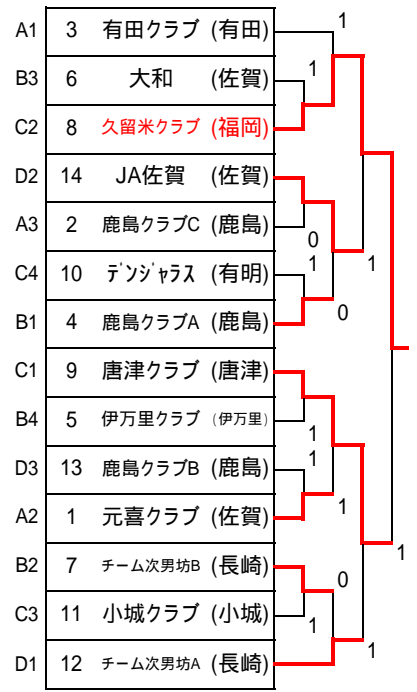 A1 3 有田クラブ (有田)
B3 6 大和 (佐賀)
C2 8 久留米クラブ (福岡)
D2 14 JA佐賀 (佐賀)
A3 2 鹿島クラブC (鹿島)
C4 10 デンジャラス (有明)
B1 4 鹿島クラブA (鹿島)
C1 9 唐津クラブ (唐津)
B4 5 伊万里クラブ (伊万里)
D3 13 鹿島クラブB (鹿島)
A2 1 元喜クラブ (佐賀)
B2 7 チーム次男坊B (長崎)
C3 11 小城クラブ (小城)
D1 12 チーム次男坊A (長崎)
1
1
0
1
1
0
1
1
1
1
0
1
1